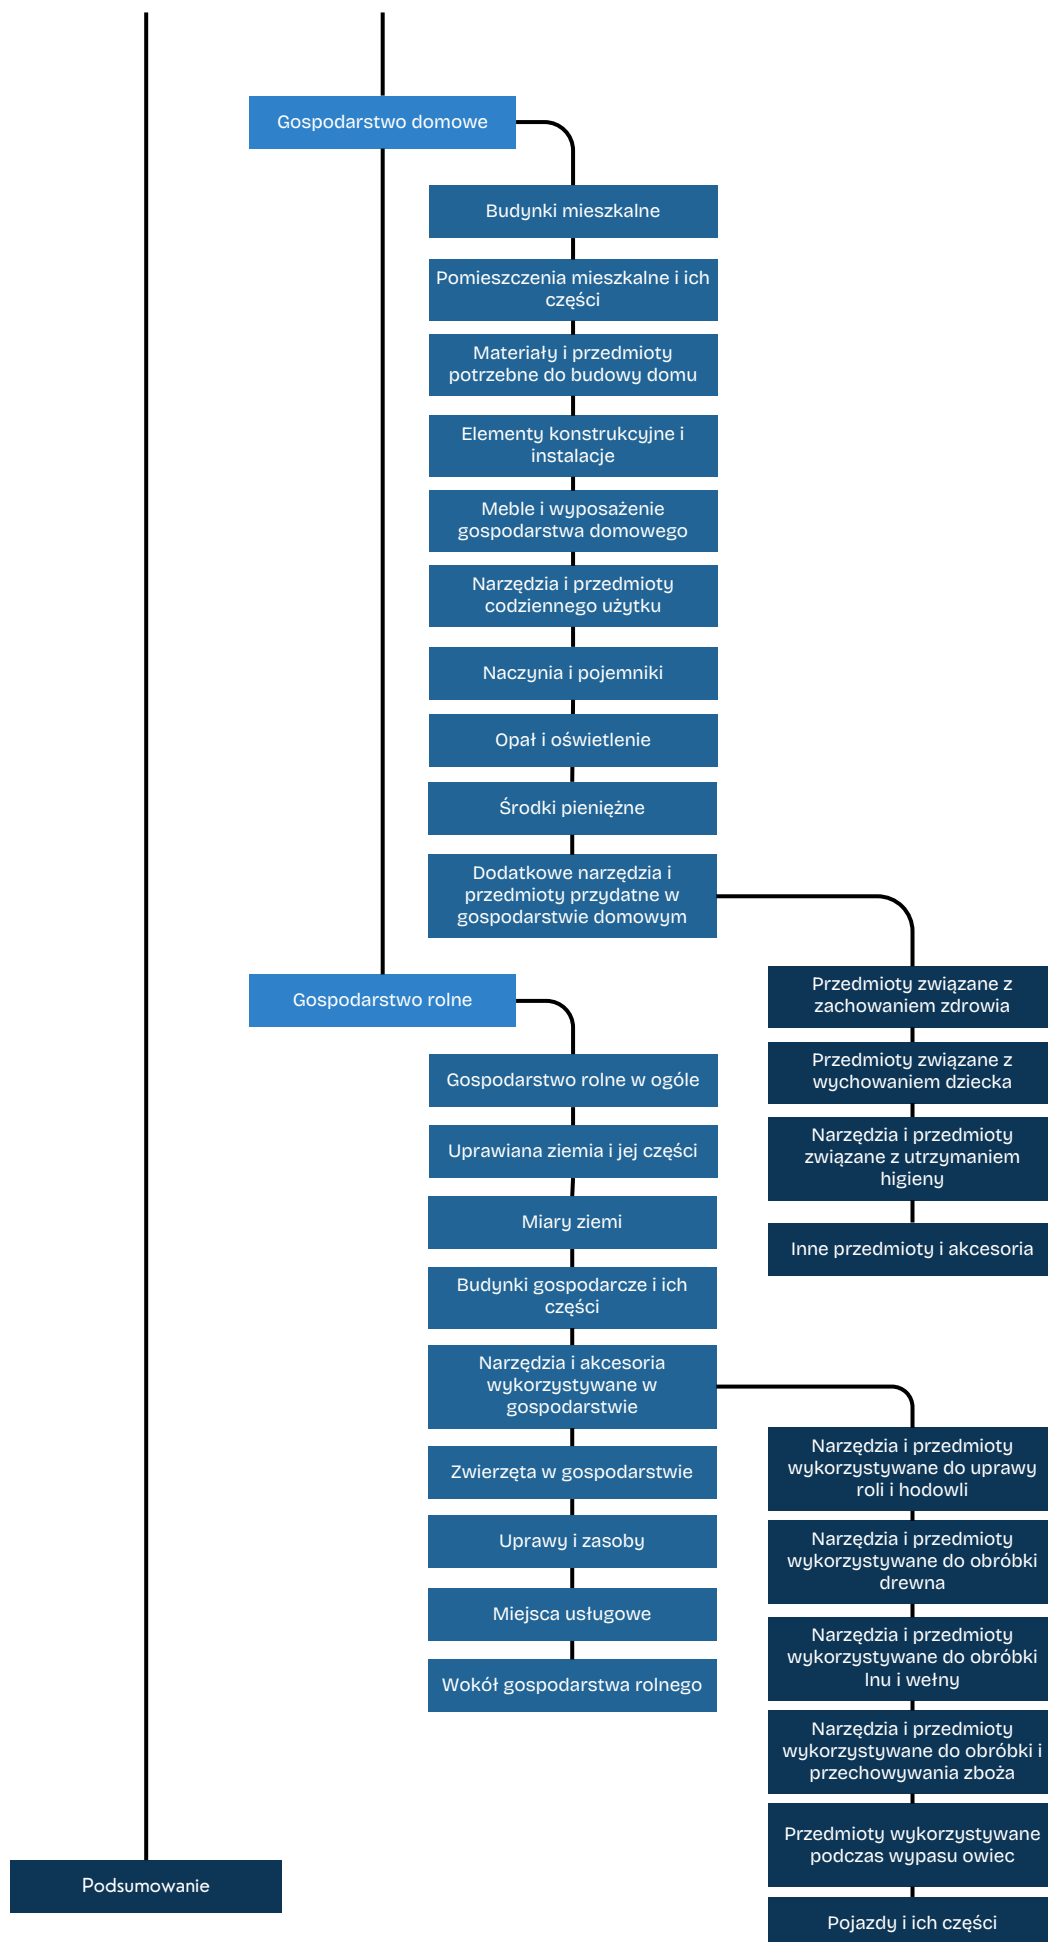 Gospodarstwo domowe
Budynki mieszkalne
Pomieszczenia mieszkalne i ich
części
Materiały i przedmioty
potrzebne do budowy domu
Elementy konstrukcyjne i
instalacje
Meble i wyposażenie
gospodarstwa domowego
Narzędzia i przedmioty
codziennego użytku
Naczynia i pojemniki
Opał i oświetlenie
Środki pieniężne
Dodatkowe narzędzia i
przedmioty przydatne w
gospodarstwie domowym
Przedmioty związane z
zachowaniem zdrowia
Przedmioty związane z
wychowaniem dziecka
Narzędzia i przedmioty
związane z utrzymaniem
higieny
Inne przedmioty i akcesoria
Gospodarstwo rolne
Gospodarstwo rolne w ogóle
Uprawiana ziemia i jej części
Miary ziemi
Budynki gospodarcze i ich
części
Narzędzia i akcesoria
wykorzystywane w
gospodarstwie
Narzędzia i przedmioty
wykorzystywane do uprawy
roli i hodowli
Narzędzia i przedmioty
wykorzystywane do obróbki
drewna
Narzędzia i przedmioty
wykorzystywane do obróbki
lnu i wełny
Narzędzia i przedmioty
wykorzystywane do obróbki i
przechowywania zboża
Przedmioty wykorzystywane
podczas wypasu owiec
Pojazdy i ich części
Zwierzęta w gospodarstwie
Uprawy i zasoby
Miejsca usługowe
Wokół gospodarstwa rolnego
Podsumowanie